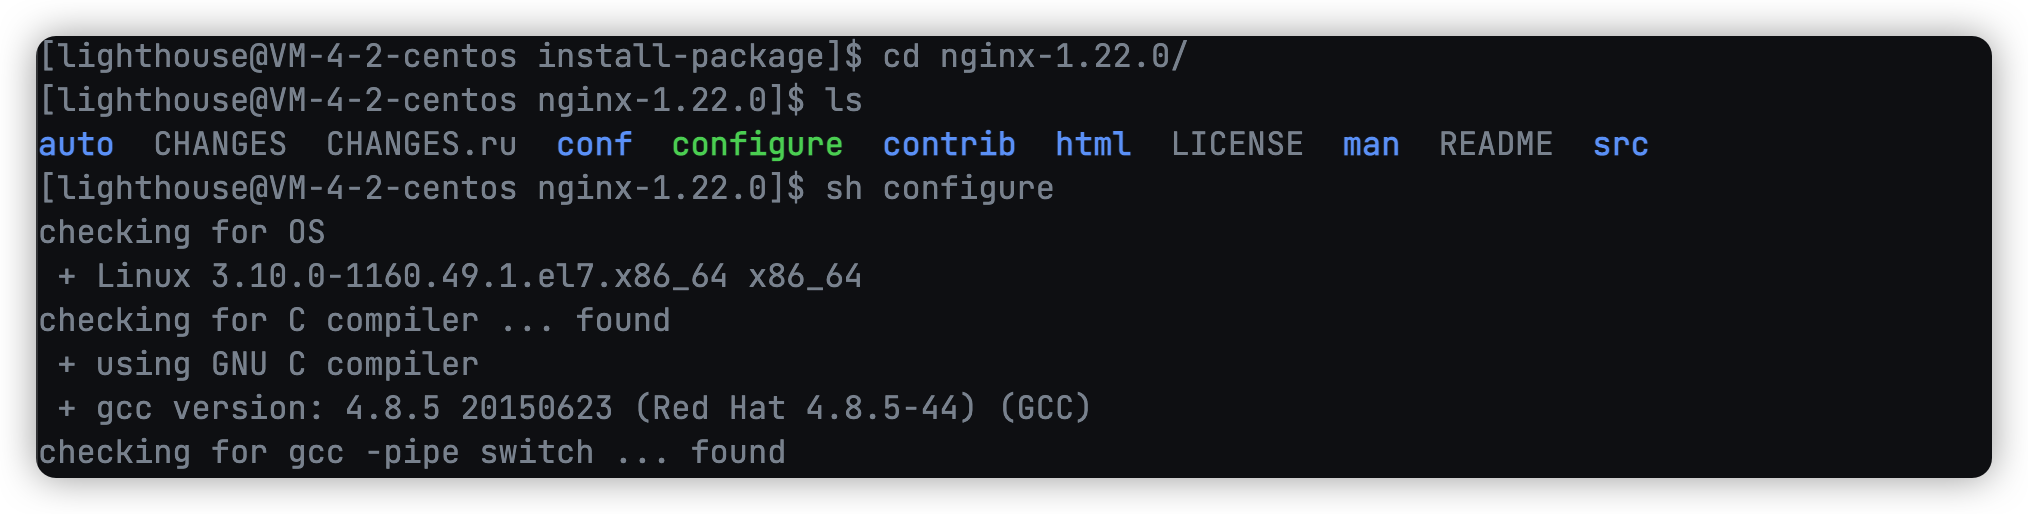 [lighthouse@VM-4-2-centos install-package]$ cd nginx-1.22.0/
[lighthouse@VM-4-2-centos nginx-1.22.0]$ ls
auto  CHANGES  CHANGES.ru  conf  configure  contrib  html  LICENSE  man  README  src
[lighthouse@VM-4-2-centos nginx-1.22.0]$ sh configure
checking for OS
 + Linux 3.10.0-1160.49.1.el7.x86_64 x86_64
checking for C compiler ... found
 + using GNU C compiler
 + gcc version: 4.8.5 20150623 (Red Hat 4.8.5-44) (GCC)
checking for gcc -pipe switch ... found